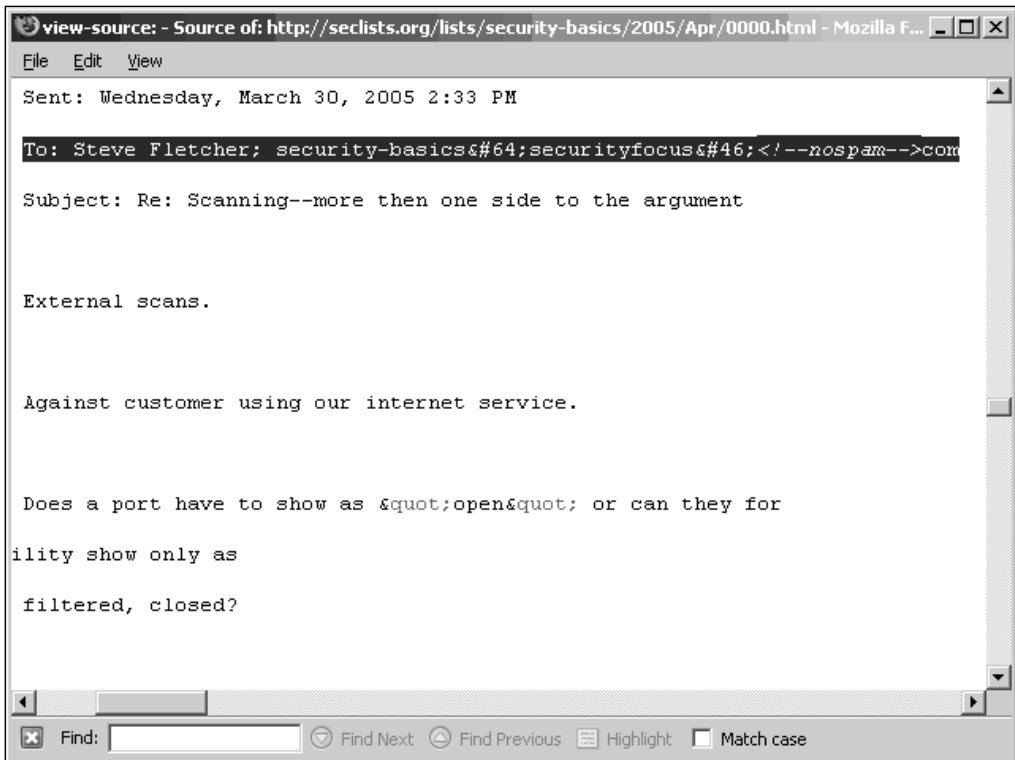 view-source: - Source of: http://seclists.org/lists/security-basics/2005/Apr/0000.html - Mozilla F...
File Edit View
Sent: Wednesday, March 30, 2005 2:33 PM
To: Steve Fletcher; security-basics&#64;securityfocus&#46;<!--nospam-->com
Subject: Re: Scanning--more then one side to the argument
External scans.
Against customer using our internet service.
Does a port have to show as &quot;open&quot; or can they for
ility show only as
filtered, closed?
Find: Find Next Find Previous Highlight Match case